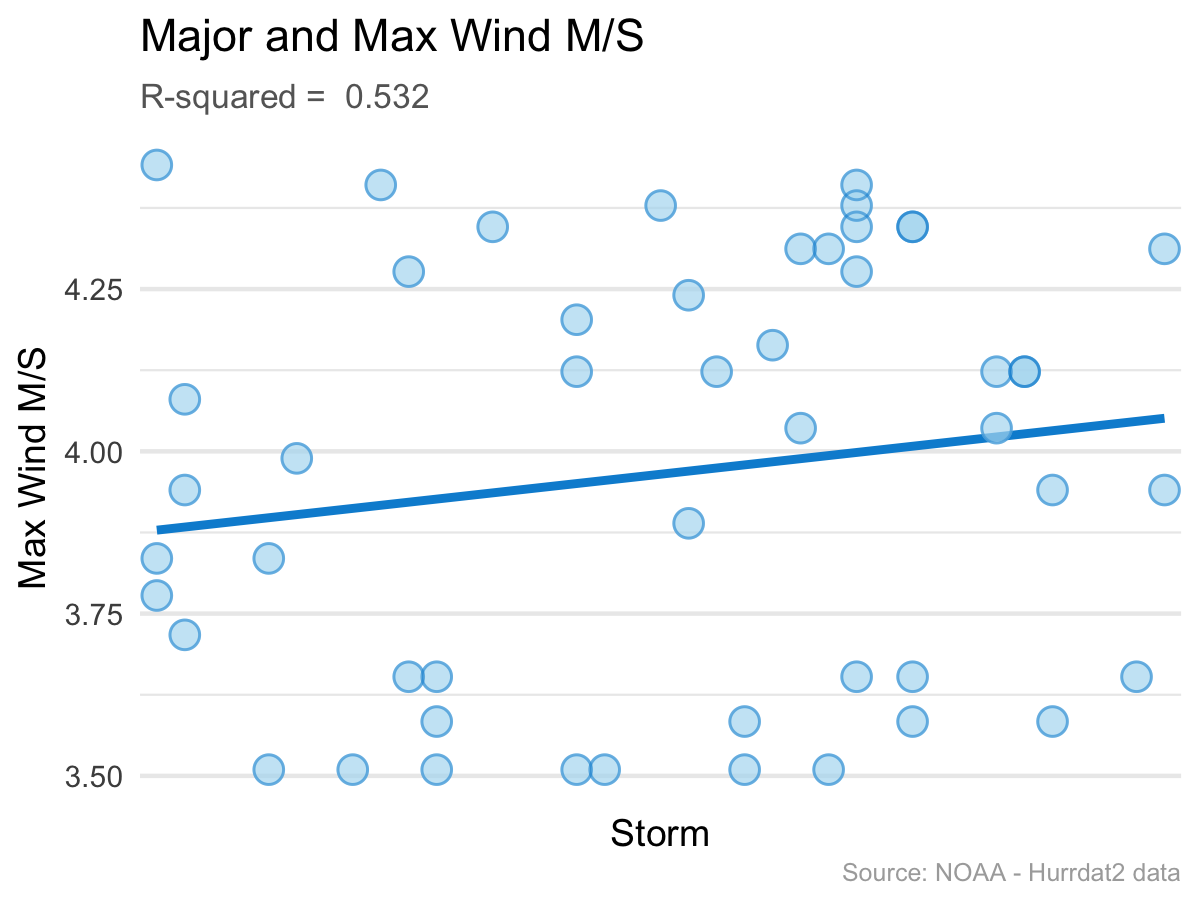 Major and Max Wind M/S
R-squared =  0.532
Max Wind M/S
4.25
4.00
3.75
3.50
Storm
Source: NOAA - Hurrdat2 data